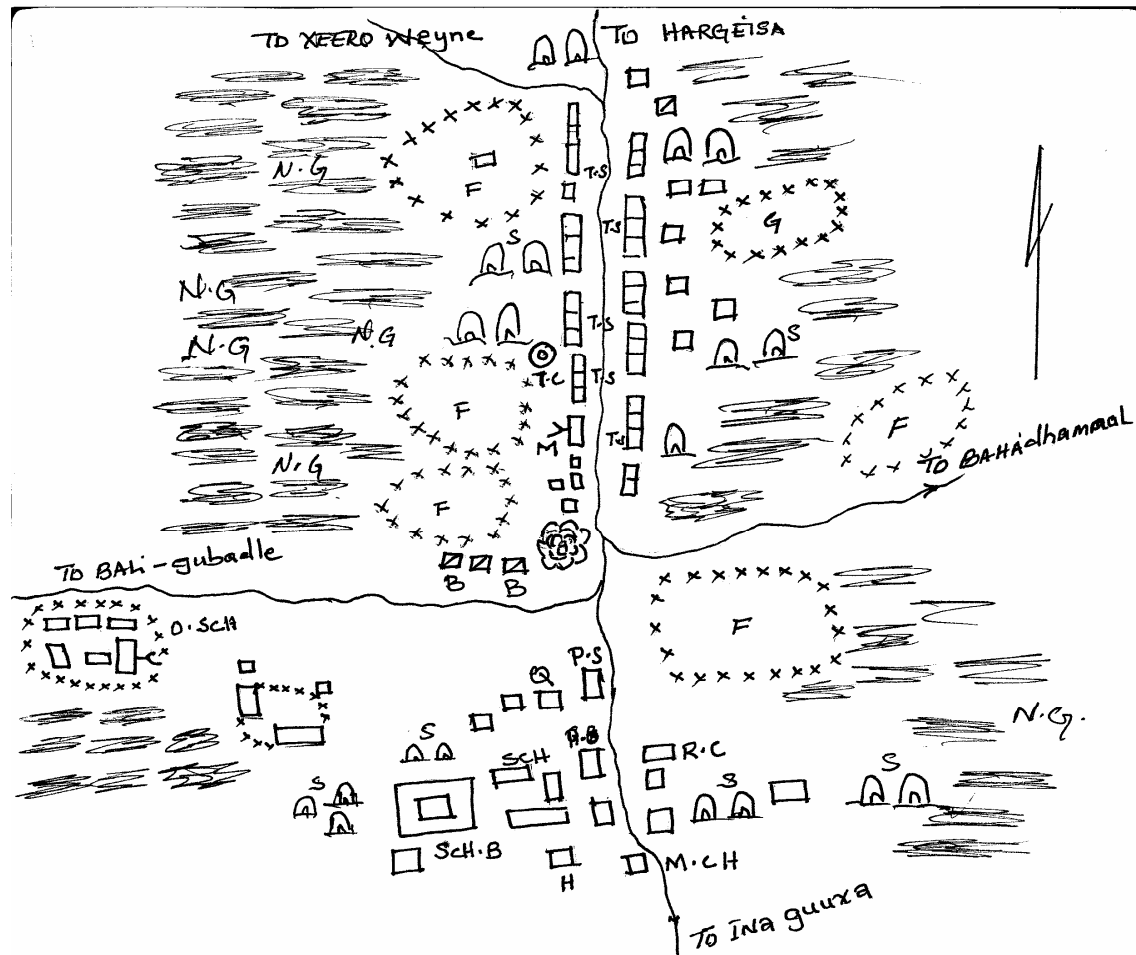 TO XEERO Weyne
TO HARGEISA
N.G
F
T.S
T.S
G
S
N.G
N.G
N.G
T.S
S
T.C
T.S
F
F
M
T.S
TO BAHAdhamaal
N.G
F
TO BALi-gubadle
B
B
F
O.SCH
P.S
Q
N.G.
S
SCH
R.C
S
S
S
SCH.B
M.CH
H
TO INa guuxa